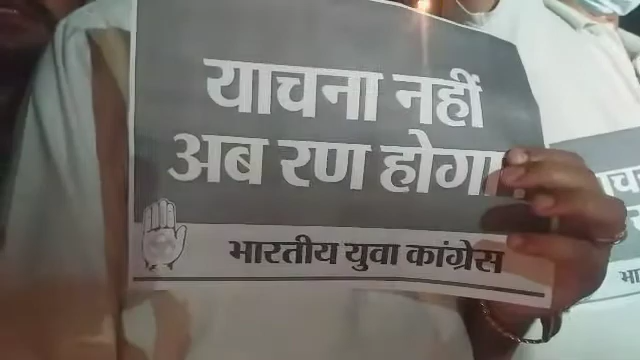 याचना नहीं
अब रण होगा
भारतीय युवा कांग्रेस